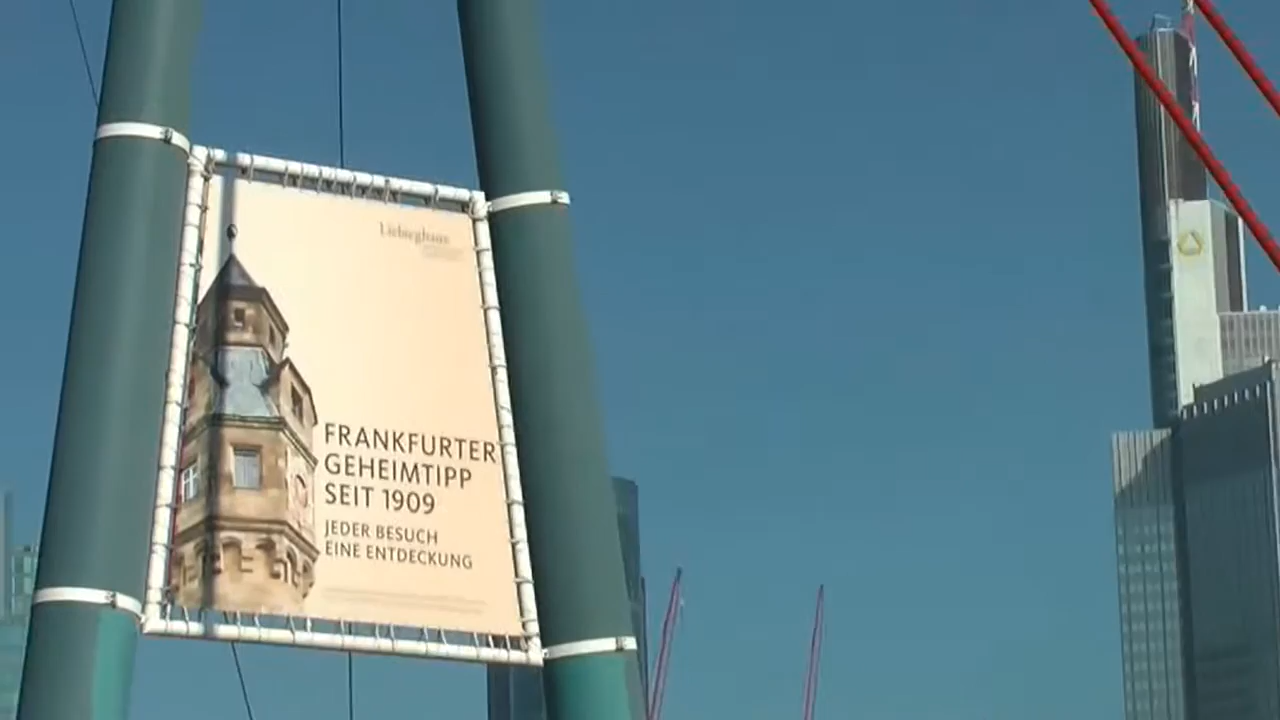 Liebieghaus
FRANKFURTER
GEHEIMTIPP
SEIT 1909
JEDER BESUCH
EINE ENTDECKUNG